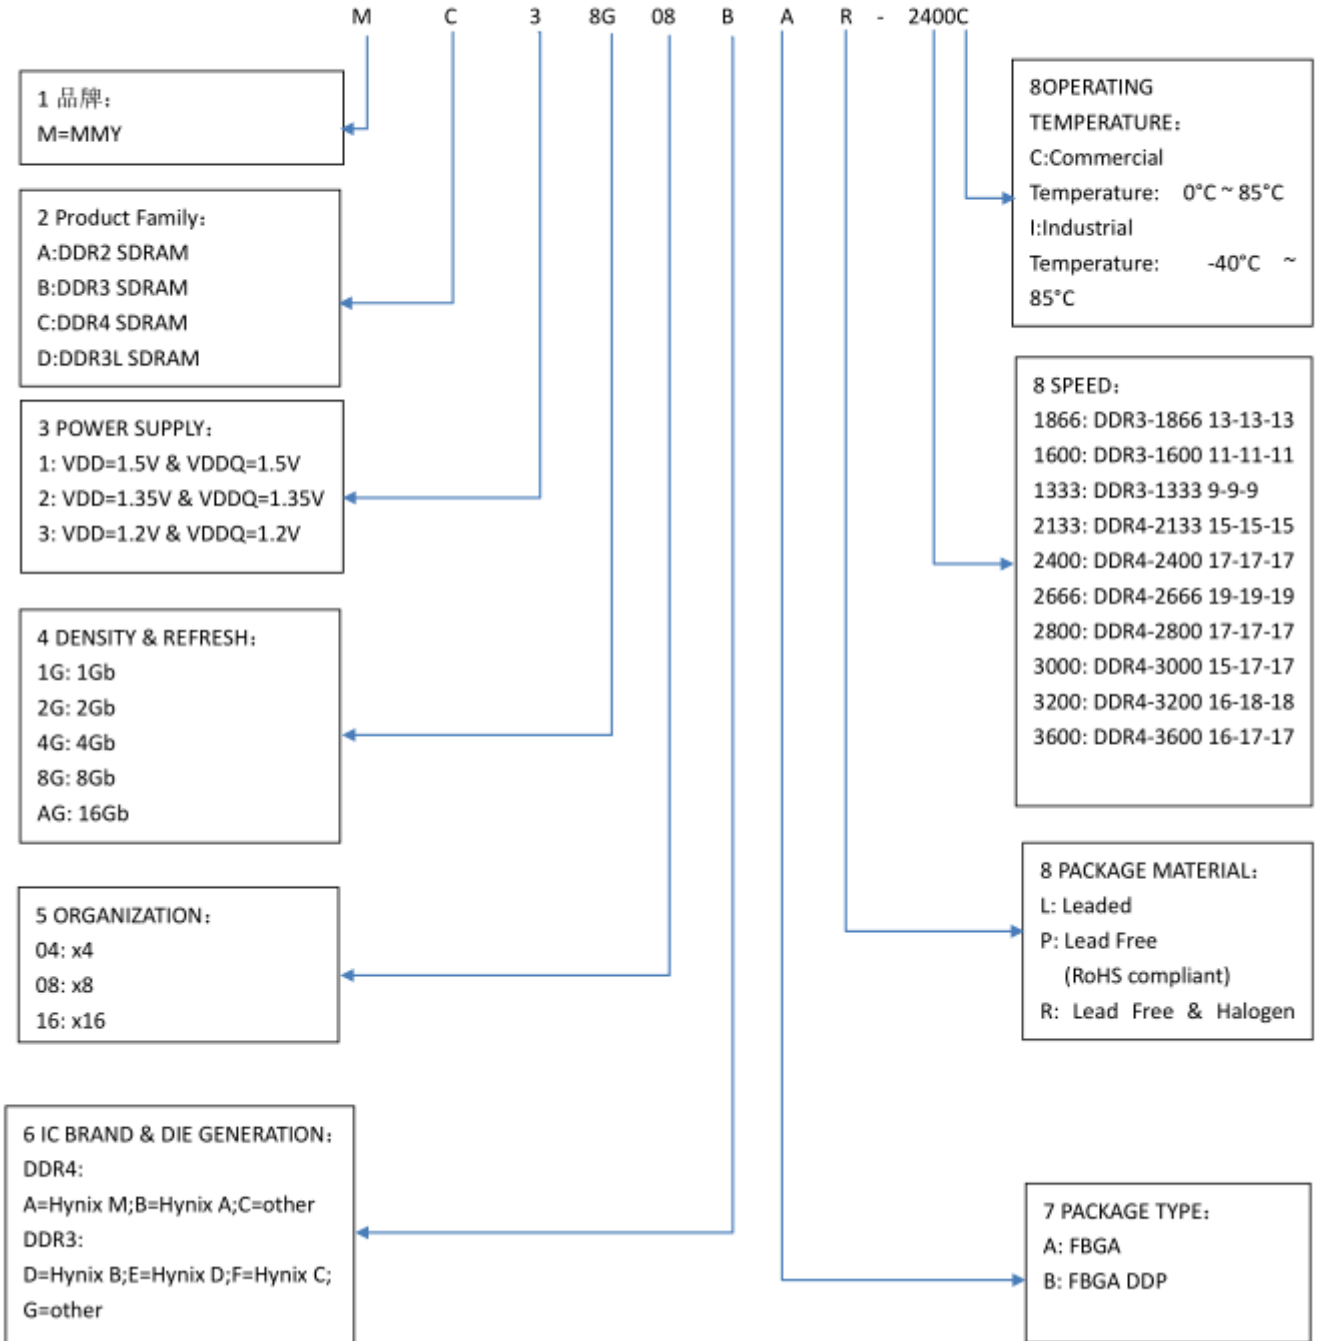 M C 3 8G 08 B A R - 2400C
1 品牌：
M=MMY
2 Product Family：
A:DDR2 SDRAM
B:DDR3 SDRAM
C:DDR4 SDRAM
D:DDR3L SDRAM
3 POWER SUPPLY：
1: VDD=1.5V & VDDQ=1.5V
2: VDD=1.35V & VDDQ=1.35V
3: VDD=1.2V & VDDQ=1.2V
4 DENSITY & REFRESH：
1G: 1Gb
2G: 2Gb
4G: 4Gb
8G: 8Gb
AG: 16Gb
5 ORGANIZATION：
04: x4
08: x8
16: x16
6 IC BRAND & DIE GENERATION：
DDR4:
A=Hynix M;B=Hynix A;C=other
DDR3:
D=Hynix B;E=Hynix D;F=Hynix C;
G=other
8OPERATING
TEMPERATURE：
C:Commercial
Temperature: 0°C ~ 85°C
I:Industrial
Temperature: -40°C ~
85°C
8 SPEED：
1866: DDR3-1866 13-13-13
1600: DDR3-1600 11-11-11
1333: DDR3-1333 9-9-9
2133: DDR4-2133 15-15-15
2400: DDR4-2400 17-17-17
2666: DDR4-2666 19-19-19
2800: DDR4-2800 17-17-17
3000: DDR4-3000 15-17-17
3200: DDR4-3200 16-18-18
3600: DDR4-3600 16-17-17
8 PACKAGE MATERIAL：
L: Leaded
P: Lead Free
(RoHS compliant)
R: Lead Free & Halogen
7 PACKAGE TYPE：
A: FBGA
B: FBGA DDP